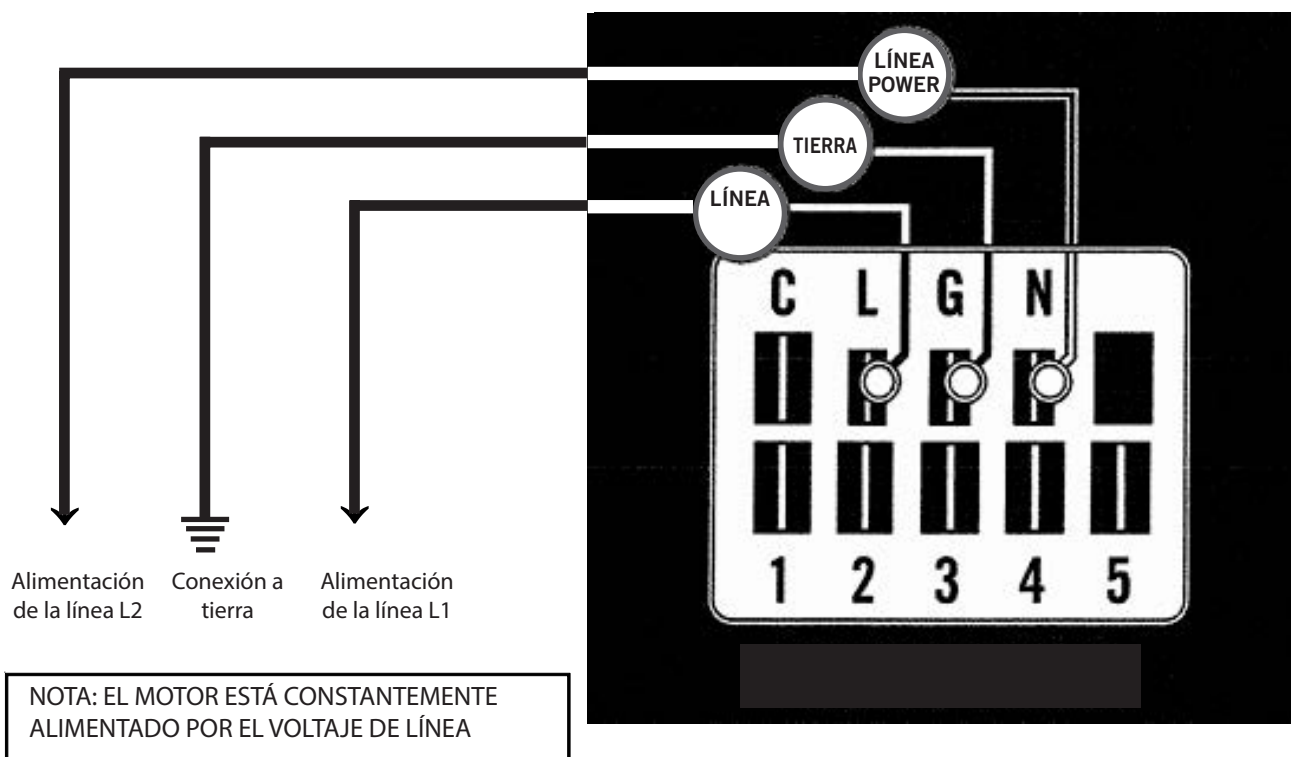 LÍNEA
POWER
TIERRA
LÍNEA
C L G N
1 2 3 4 5
Alimentación
de la línea L2
Conexión a
tierra
Alimentación
de la línea L1
NOTA: EL MOTOR ESTÁ CONSTANTEMENTE
ALIMENTADO POR EL VOLTAJE DE LÍNEA